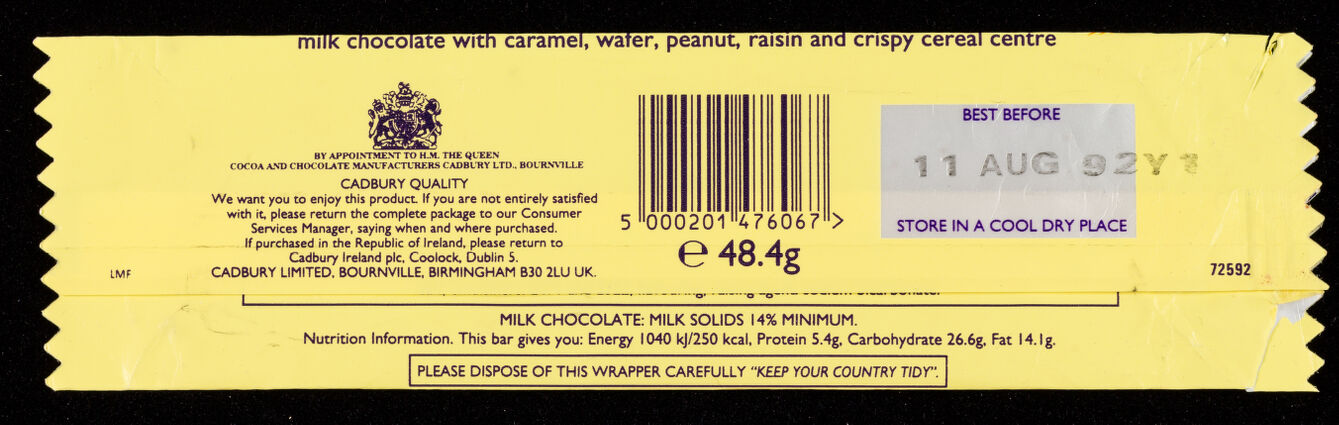 milk chocolate with caramel, wafer, peanut, raisin and crispy cereal centre
BY APPOINTMENT TO H.M. THE QUEEN
COCOA AND CHOCOLATE MANUFACTURERS CADBURY LTD., BOURNVILLE
CADBURY QUALITY
We want you to enjoy this product. If you are not entirely satisfied
with it, please return the complete package to our Consumer
Services Manager, saying when and where purchased.
If purchased in the Republic of Ireland, please return to
Cadbury Ireland plc, Coolock, Dublin 5.
CADBURY LIMITED, BOURNVILLE, BIRMINGHAM B30 2LU UK.
LMF
5 000201 476067 >
℮ 48.4g
BEST BEFORE
11 AUG 92Y
STORE IN A COOL DRY PLACE
72592
MILK CHOCOLATE: MILK SOLIDS 14% MINIMUM.
Nutrition Information. This bar gives you: Energy 1040 kJ/250 kcal, Protein 5.4g, Carbohydrate 26.6g, Fat 14.1g.
PLEASE DISPOSE OF THIS WRAPPER CAREFULLY "KEEP YOUR COUNTRY TIDY".